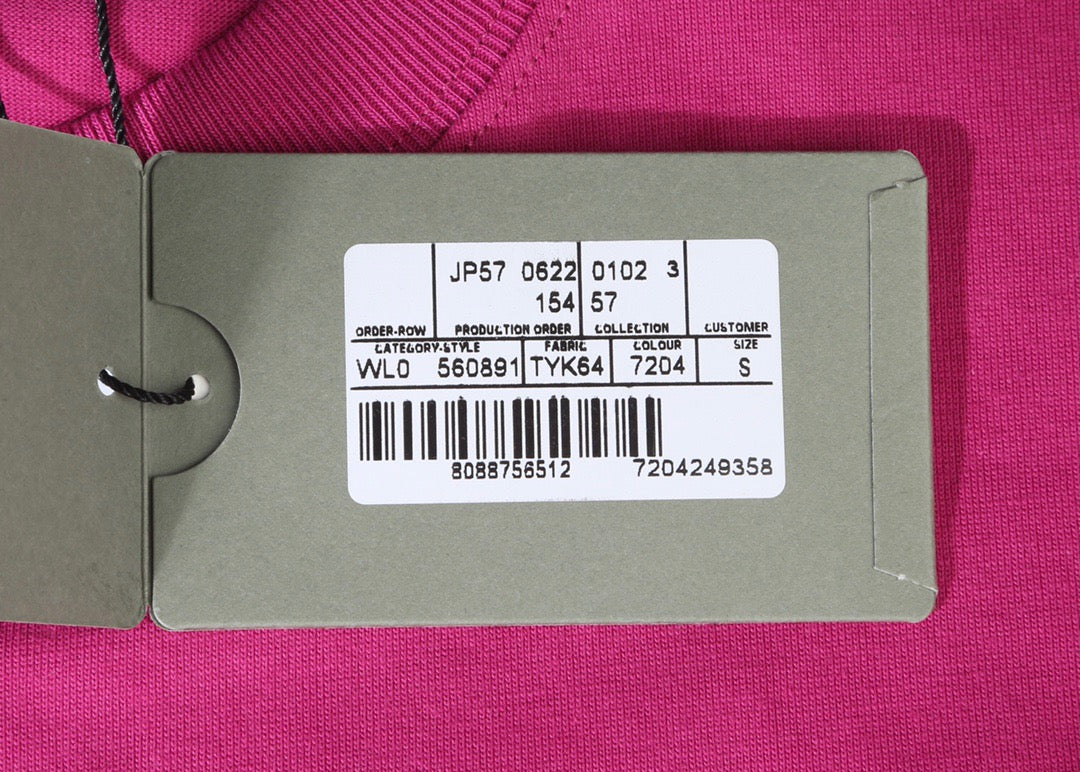 JP57 0622 0102 3
154 57
ORDER-ROW PRODUCTION ORDER COLLECTION CUSTOMER
CATEGORY-STYLE FABRIC COLOUR SIZE
WL0 560891 TYK64 7204 S
8088756512 7204249358